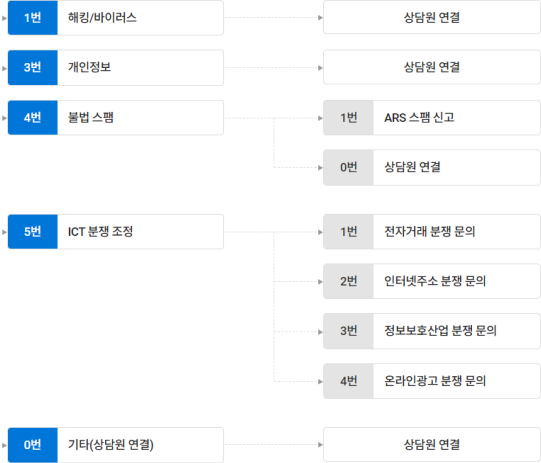 1번 해킹/바이러스 상담원 연결
3번 개인정보 상담원 연결
4번 불법 스팸 1번 ARS 스팸 신고
0번 상담원 연결
5번 ICT 분쟁 조정 1번 전자거래 분쟁 문의
2번 인터넷주소 분쟁 문의
3번 정보보호산업 분쟁 문의
4번 온라인광고 분쟁 문의
0번 기타(상담원 연결) 상담원 연결